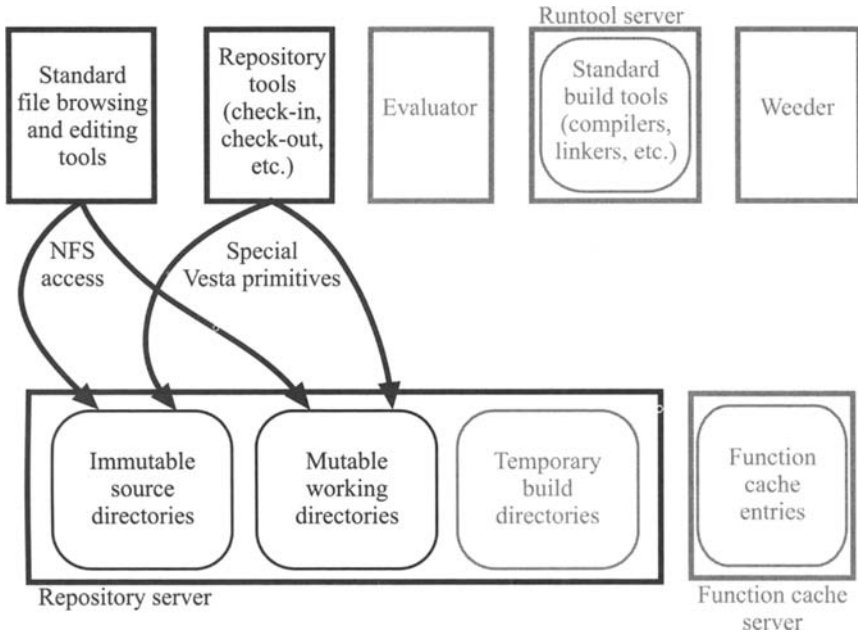 Runtool server
Standard
file browsing
and editing
tools
Repository
tools
(check-in,
check-out,
etc.)
Evaluator
Standard
build tools
(compilers,
linkers, etc.)
Weeder
NFS
access
Special
Vesta primitives
Immutable
source
directories
Mutable
working
directories
Temporary
build
directories
Function
cache
entries
Repository server
Function cache
server